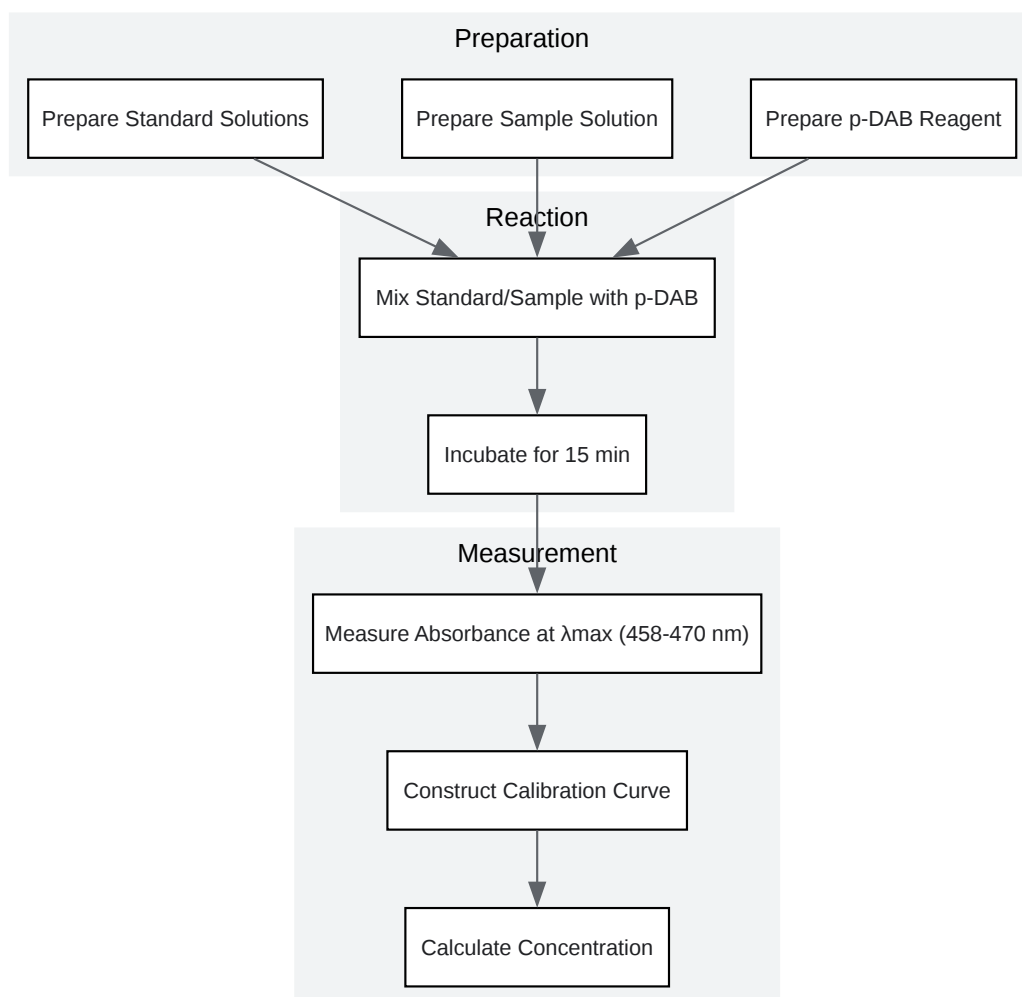 Preparation
Prepare Standard Solutions
Prepare Sample Solution
Prepare p-DAB Reagent
Reaction
Mix Standard/Sample with p-DAB
Incubate for 15 min
Measurement
Measure Absorbance at λmax (458-470 nm)
Construct Calibration Curve
Calculate Concentration